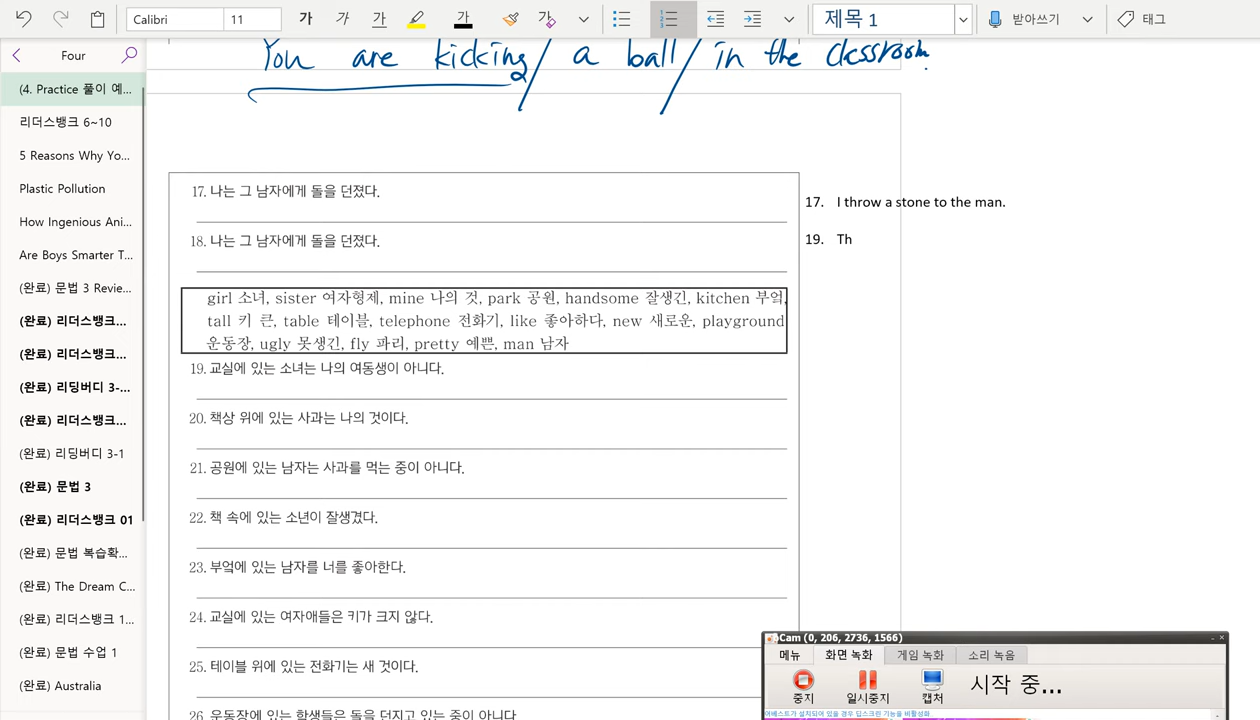 Calibri 11 가 가 가 가 가 제목 1 받아쓰기 태그
Four
(4. Practice 풀이 예...
리더스뱅크 6~10
5 Reasons Why Yo...
Plastic Pollution
How Ingenious Ani...
Are Boys Smarter T...
(완료) 문법 3 Revie...
(완료) 리더스뱅크...
(완료) 리더스뱅크...
(완료) 리딩버디 3-...
(완료) 리더스뱅크...
(완료) 리딩버디 3-1
(완료) 문법 3
(완료) 리더스뱅크 01
(완료) 문법 복습확...
(완료) The Dream C...
(완료) 리더스뱅크 1...
(완료) 문법 수업 1
(완료) Australia
You are kicking/ a ball/ in the classroom.
17. 나는 그 남자에게 돌을 던졌다.
18. 나는 그 남자에게 돌을 던졌다.
girl 소녀, sister 여자형제, mine 나의 것, park 공원, handsome 잘생긴, kitchen 부엌,
tall 키 큰, table 테이블, telephone 전화기, like 좋아하다, new 새로운, playground
운동장, ugly 못생긴, fly 파리, pretty 예쁜, man 남자
19. 교실에 있는 소녀는 나의 여동생이 아니다.
20. 책상 위에 있는 사과는 나의 것이다.
21. 공원에 있는 남자는 사과를 먹는 중이 아니다.
22. 책 속에 있는 소년이 잘생겼다.
23. 부엌에 있는 남자를 너를 좋아한다.
24. 교실에 있는 여자애들은 키가 크지 않다.
25. 테이블 위에 있는 전화기는 새 것이다.
26. 운동장에 있는 학생들은 돌을 던지고 있는 중이 아니다
17. I throw a stone to the man.
19. Th
Cam (0, 206, 2736, 1566)
메뉴 화면 녹화 게임 녹화 소리 녹음
중지 일시중지 캡처 시작 중...